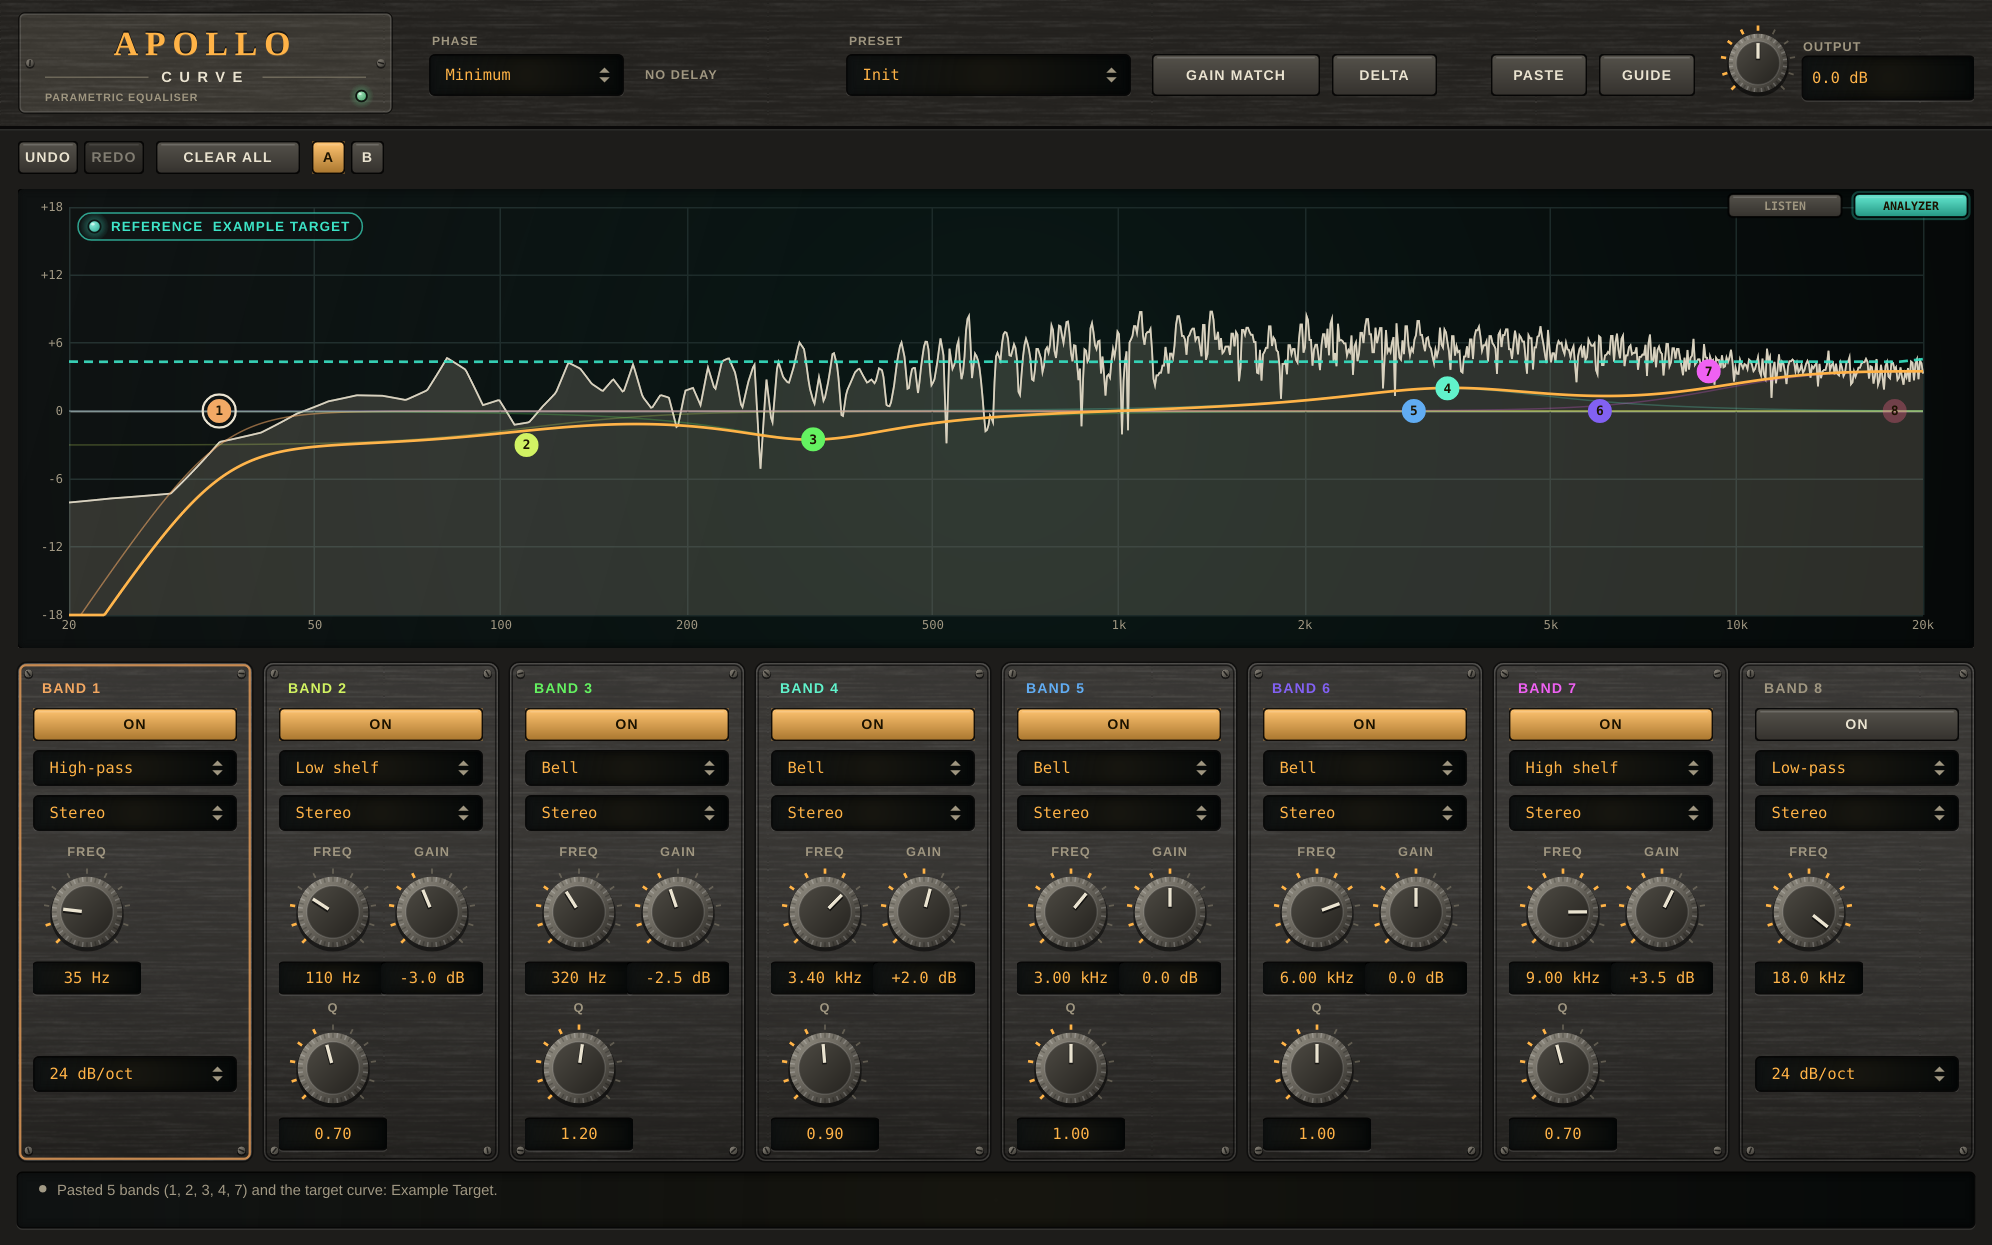 APOLLO
CURVE
PARAMETRIC EQUALISER
PHASE
Minimum
NO DELAY
PRESET
Init
GAIN MATCH
DELTA
PASTE
GUIDE
OUTPUT
0.0 dB
UNDO
REDO
CLEAR ALL
A
B
REFERENCE EXAMPLE TARGET
LISTEN
ANALYZER
+18
+12
+6
0
-6
-12
-18
1
2
3
4
5
6
7
8
20 50 100 200 500 1k 2k 5k 10k 20k
BAND 1
ON
High-pass
Stereo
FREQ
35 Hz
24 dB/oct
BAND 2
ON
Low shelf
Stereo
FREQ GAIN
110 Hz -3.0 dB
Q
0.70
BAND 3
ON
Bell
Stereo
FREQ GAIN
320 Hz -2.5 dB
Q
1.20
BAND 4
ON
Bell
Stereo
FREQ GAIN
3.40 kHz +2.0 dB
Q
0.90
BAND 5
ON
Bell
Stereo
FREQ GAIN
3.00 kHz 0.0 dB
Q
1.00
BAND 6
ON
Bell
Stereo
FREQ GAIN
6.00 kHz 0.0 dB
Q
1.00
BAND 7
ON
High shelf
Stereo
FREQ GAIN
9.00 kHz +3.5 dB
Q
0.70
BAND 8
ON
Low-pass
Stereo
FREQ
18.0 kHz
24 dB/oct
Pasted 5 bands (1, 2, 3, 4, 7) and the target curve: Example Target.